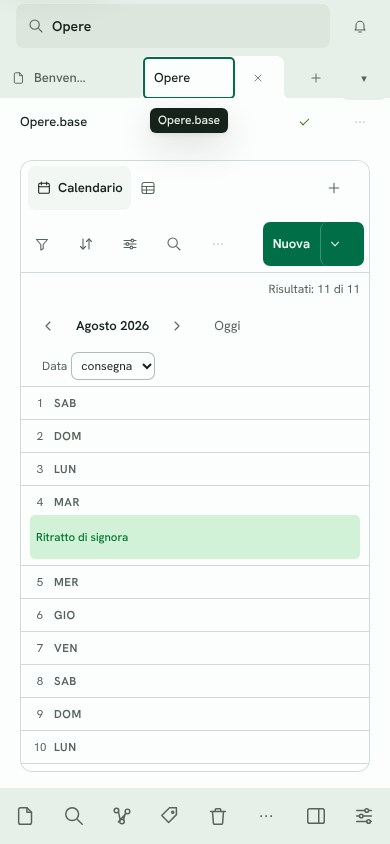 Opere
Benven...
Opere
Opere.base
Opere.base
Calendario
Nuova
Risultati: 11 di 11
Agosto 2026
Oggi
Data consegna
1 SAB
2 DOM
3 LUN
4 MAR
Ritratto di signora
5 MER
6 GIO
7 VEN
8 SAB
9 DOM
10 LUN